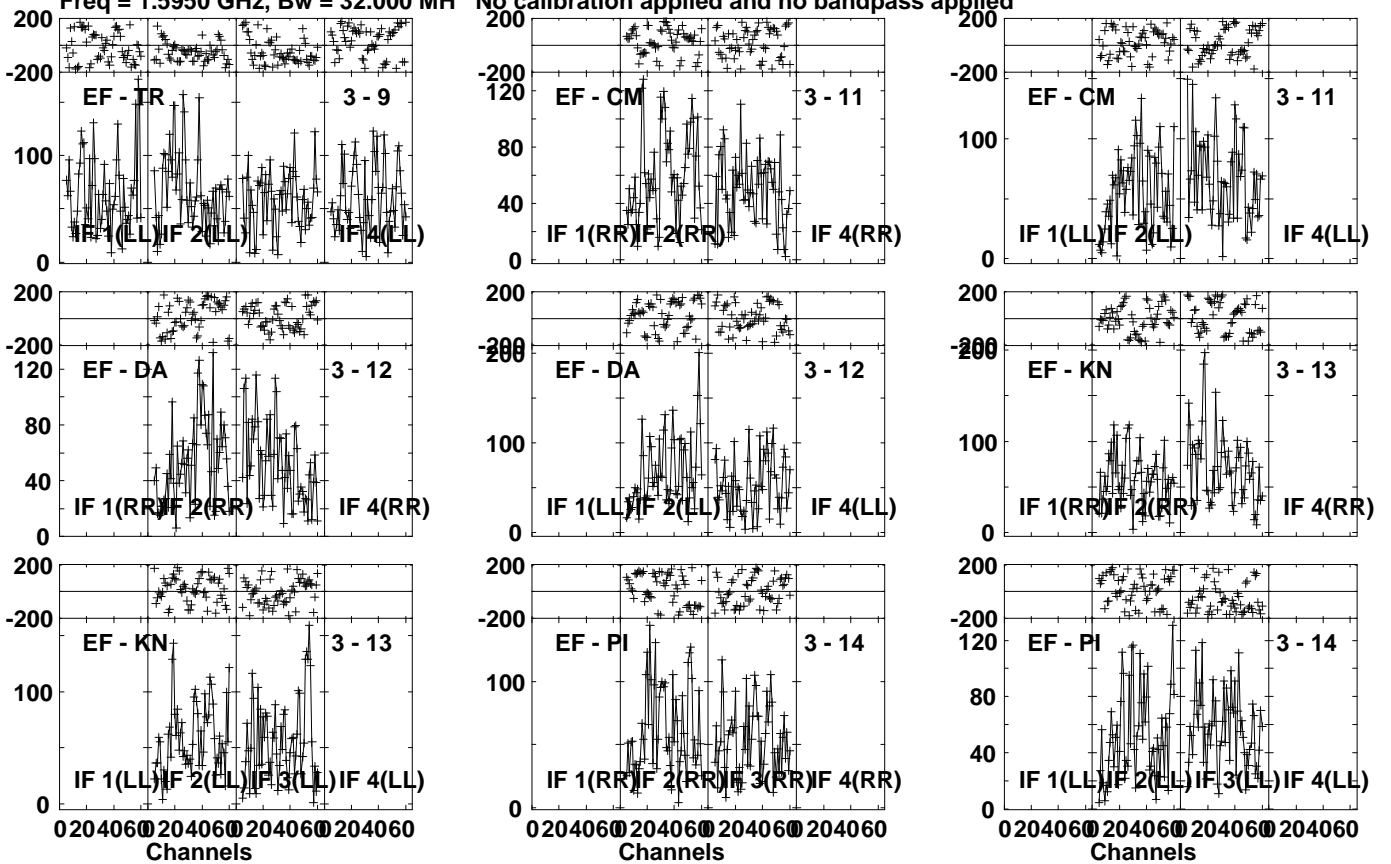 Freq = 1.5950 GHz, Bw = 32.000 MH No calibration applied and no bandpass applied
200 200 200
-200 -200 -200
EF - TR 3 - 9 120 EF - CM 3 - 11 EF - CM 3 - 11
100 80 100
40
IF 1(LL) IF 2(LL) IF 4(LL) IF 1(RR) IF 2(RR) IF 4(RR) IF 1(LL) IF 2(LL) IF 4(LL)
0 0 0
200 200 200
-200 -200 -200
200 200
120 EF - DA 3 - 12 EF - DA 3 - 12 EF - KN 3 - 13
80 100 100
40
IF 1(RR) IF 2(RR) IF 4(RR) IF 1(LL) IF 2(LL) IF 4(LL) IF 1(RR) IF 2(RR) IF 4(RR)
0 0 0
200 200 200
-200 -200 -200
EF - KN 3 - 13 EF - PI 3 - 14 120 EF - PI 3 - 14
100 100 80
40
IF 1(LL) IF 2(LL) IF 3(LL) IF 4(LL) IF 1(RR) IF 2(RR) IF 3(RR) IF 4(RR) IF 1(LL) IF 2(LL) IF 3(LL) IF 4(LL)
0 0 0
0 20 40 60 0 20 40 60 0 20 40 60 0 20 40 60 0 20 40 60 0 20 40 60 0 20 40 60 0 20 40 60 0 20 40 60 0 20 40 60 0 20 40 60 0 20 40 60
Channels Channels Channels